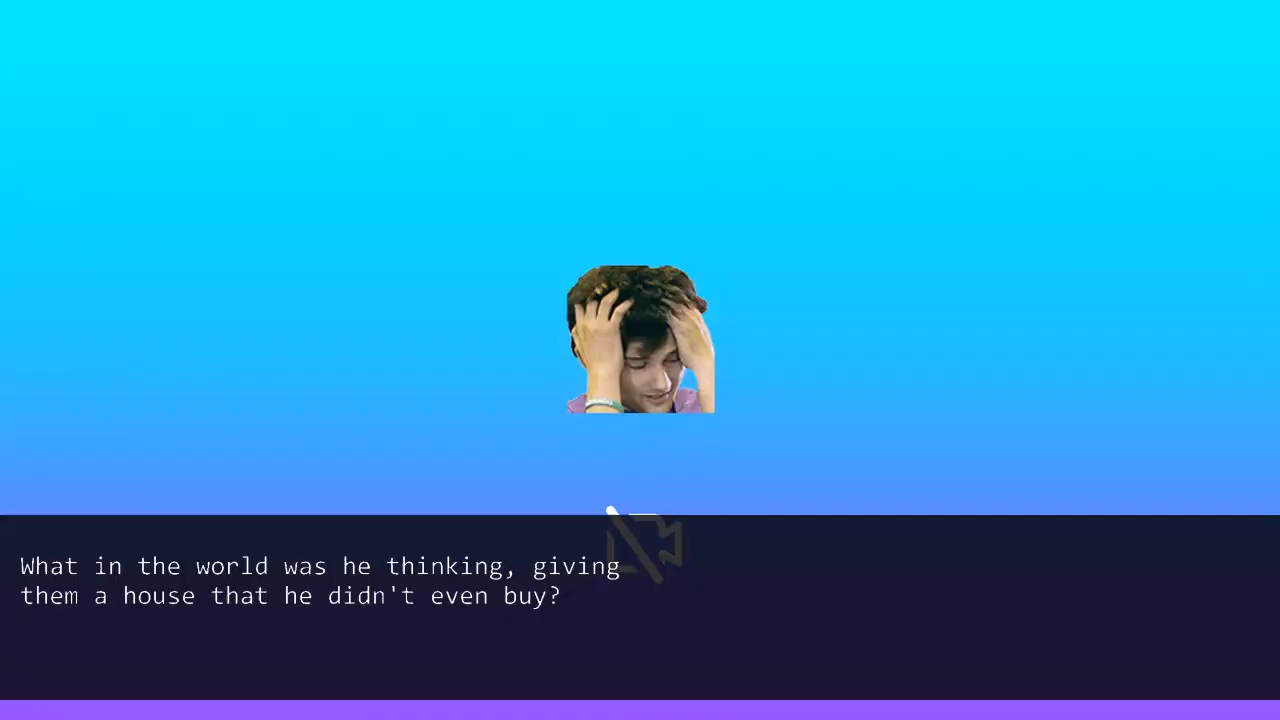 What in the world was he thinking, giving
them a house that he didn't even buy?